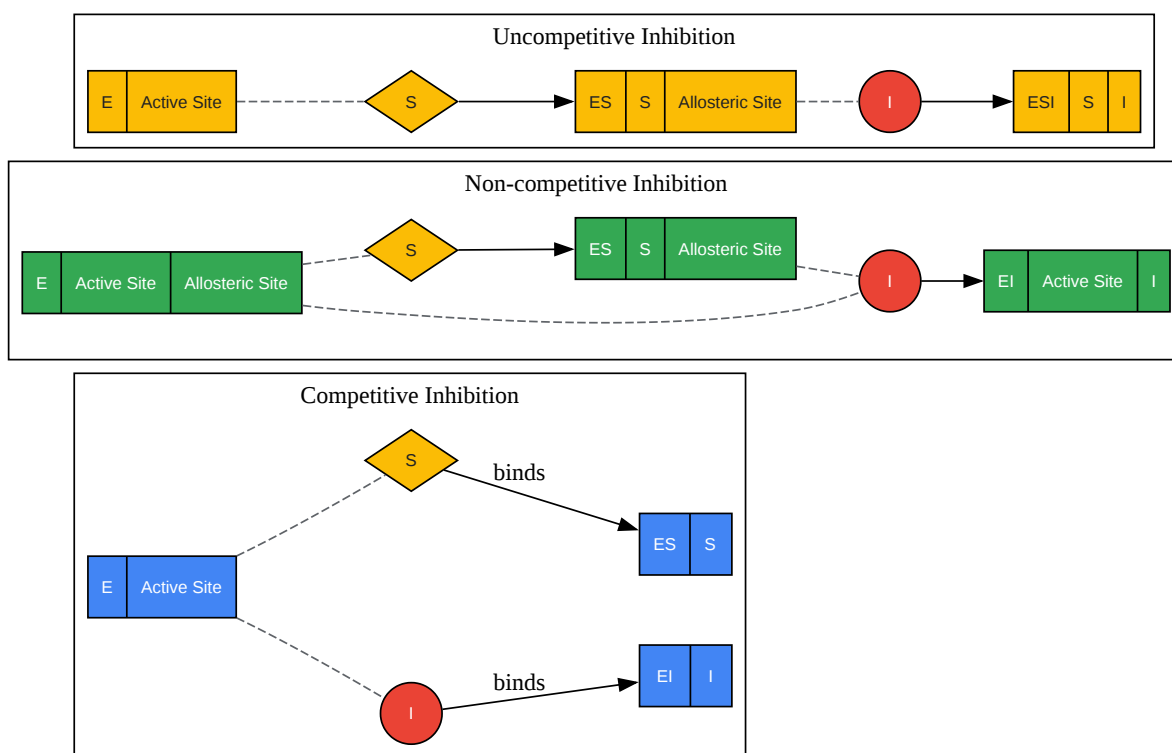 Uncompetitive Inhibition
E Active Site S ES S Allosteric Site I ESI S I
Non-competitive Inhibition
S ES S Allosteric Site
E Active Site Allosteric Site I EI Active Site I
Competitive Inhibition
S
binds
ES S
E Active Site
EI I
binds
I